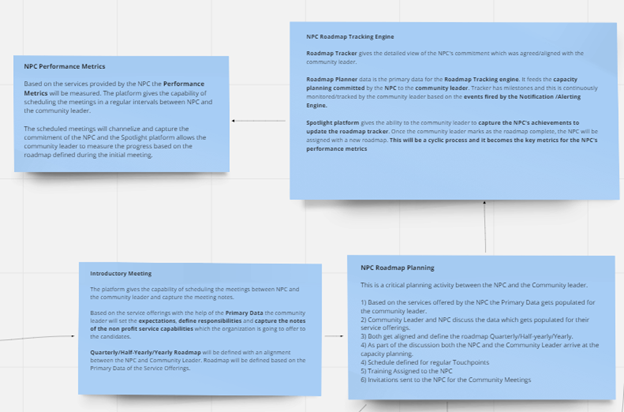 NPC Performance Metrics
Based on the services provided by the NPC the Performance
Metrics will be measured. The platform gives the capability of
scheduling the meetings in a regular intervals between NPC and
the community leader.
The scheduled meetings will channelise and capture the
commitment of the NPC and the Spotlight platform allows the
community leader to measure the progress based on the
roadmap defined during the initial meeting.
NPC Roadmap Tracking Engine
Roadmap Tracker gives the detailed view of the NPC's commitment which was agreed/aligned with the
community leader.
Roadmap Planner data is the primary data for the Roadmap Tracking engine. It feeds the capacity
planning committed by the NPC to the community leader. Tracker has milestones and this is continuously
monitored/tracked by the community leader based on the events fired by the Notification /Alerting
Engine.
Spotlight platform gives the ability to the community leader to capture the NPC's achievements to
update the roadmap tracker. Once the community leader marks as the roadmap complete, the NPC will be
assigned with a new roadmap. This will be a cyclic process and it becomes the key metrics for the NPC's
performance metrics
Introductory Meeting
The platform gives the capability of scheduling the meetings between NPC and
the community leader and capture the meeting notes.
Based on the service offerings with the help of the Primary Data the community
leader will set the expectations, define responsibilities and capture the notes
of the non profit service capabilities which the organization is going to offer to
the candidates.
Quarterly/Half-Yearly/Yearly Roadmap will be defined with an alignment
between the NPC and Community Leader. Roadmap will be defined based on the
Primary Data of the Service Offerings.
NPC Roadmap Planning
This is a critical planning activity between the NPC and the Community leader.
1) Based on the services offered by the NPC the Primary Data gets populated for
the community leader.
2) Community Leader and NPC discuss the data which gets populated for their
service offerings.
3) Both get aligned and define the roadmap Quarterly/Half-yearly/Yearly.
4) As part of the discussion both the NPC and the Community Leader arrive at the
capacity planning.
4) Schedule defined for regular Touchpoints
5) Training Assigned to the NPC
6) Invitations sent to the NPC for the Community Meetings